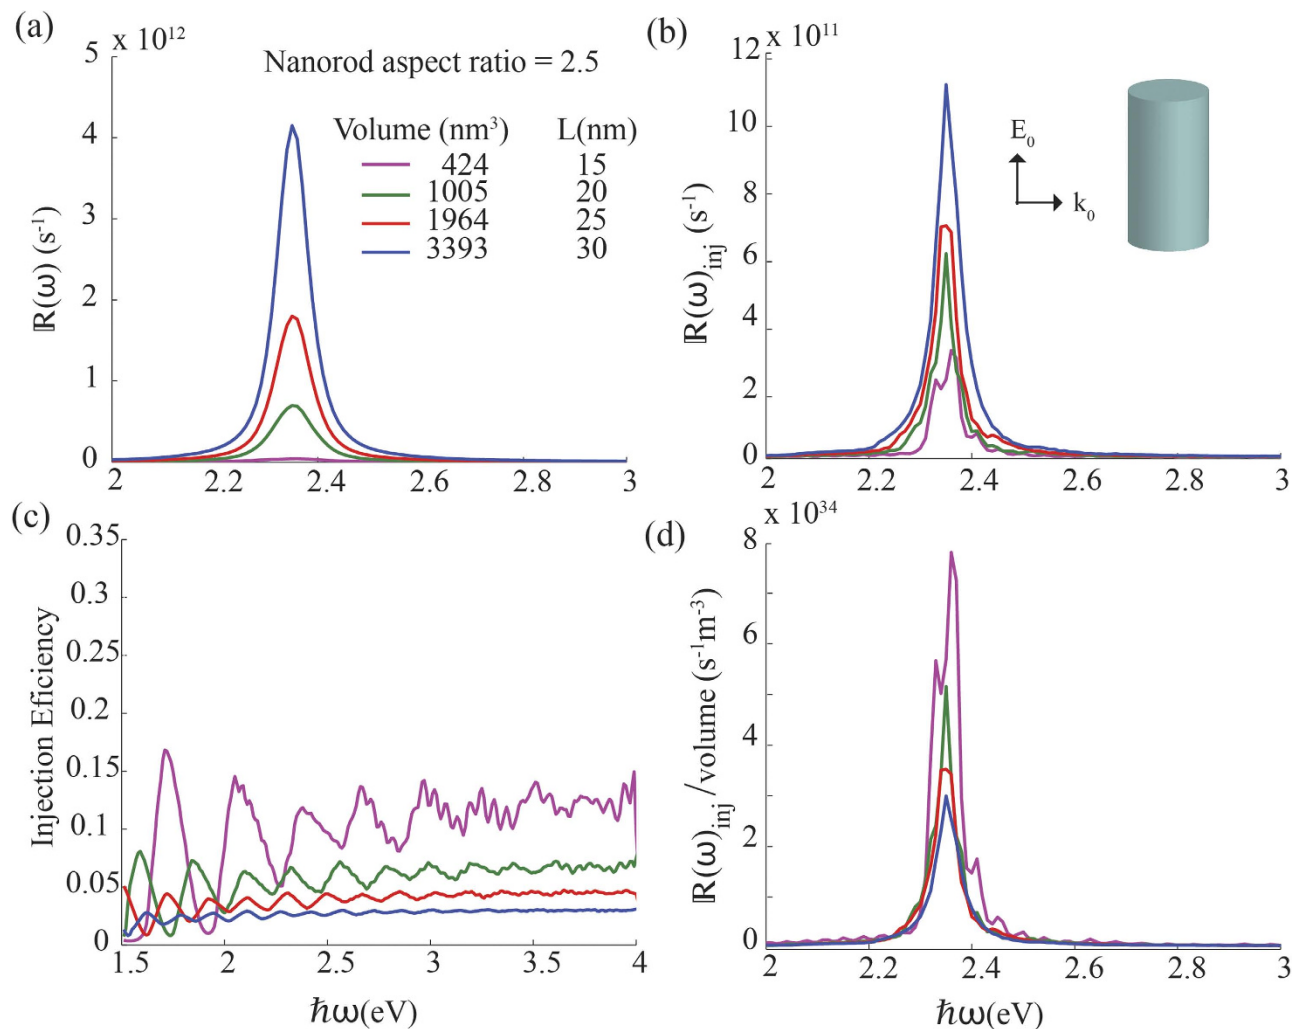 (a)
x 10¹²
Nanorod aspect ratio = 2.5
Volume (nm³) L(nm)
424 15
1005 20
1964 25
3393 30
5
4
3
2
1
0
2 2.2 2.4 2.6 2.8 3
R(ω) (s⁻¹)
(b)
x 10¹¹
12
10
8
6
4
2
0
2 2.2 2.4 2.6 2.8 3
R(ω)inj (s⁻¹)
E₀
k₀
(c)
0.35
0.3
0.25
0.2
0.15
0.1
0.05
0
1.5 2 2.5 3 3.5 4
Injection Eficiency
ħω(eV)
(d)
x 10³⁴
8
6
4
2
0
2 2.2 2.4 2.6 2.8 3
R(ω)inj /volume (s⁻¹m⁻³)
ħω(eV)